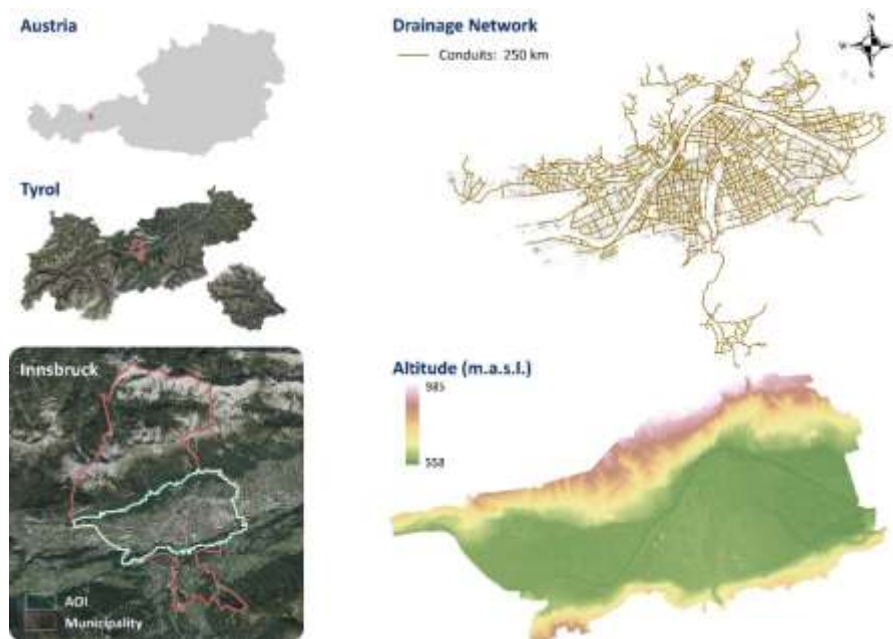 Austria
Tyrol
Innsbruck
AOI
Municipality
Drainage Network
Conduits: 250 km
N
W
E
S
Altitude (m.a.s.l.)
985
558